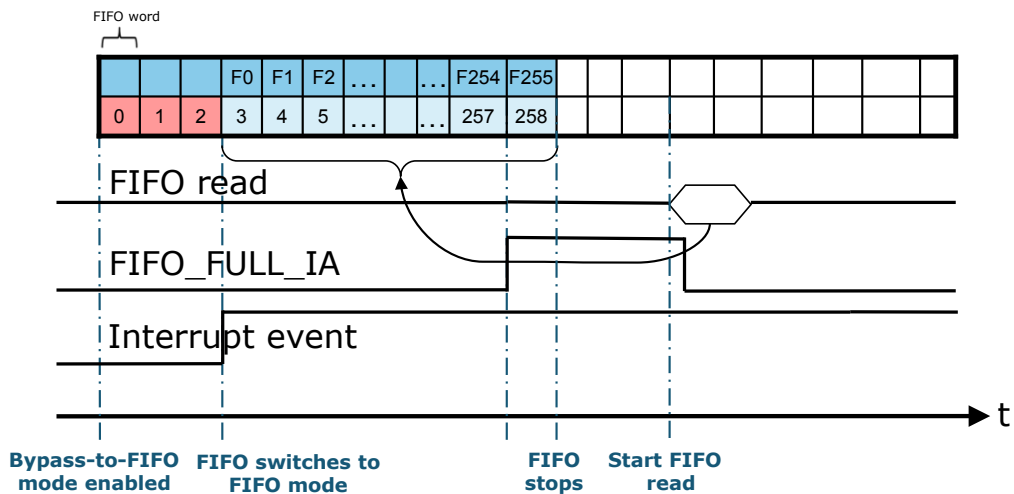 FIFO word
F0 F1 F2 ... ... F254 F255
0 1 2 3 4 5 ... ... 257 258
FIFO read
FIFO_FULL_IA
Interrupt event
t
Bypass-to-FIFO
mode enabled
FIFO switches to
FIFO mode
FIFO
stops
Start FIFO
read